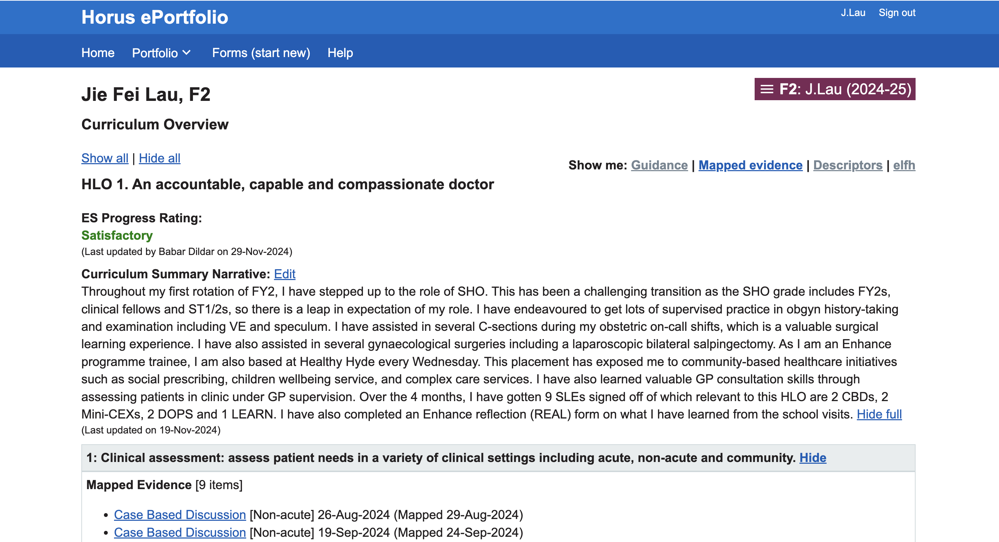 Horus ePortfolio
J.Lau Sign out
Home Portfolio Forms (start new) Help
Jie Fei Lau, F2
F2: J.Lau (2024-25)
Curriculum Overview
Show all | Hide all
Show me: Guidance | Mapped evidence | Descriptors | elfh
HLO 1. An accountable, capable and compassionate doctor
ES Progress Rating:
Satisfactory
(Last updated by Babar Dildar on 29-Nov-2024)
Curriculum Summary Narrative: Edit
Throughout my first rotation of FY2, I have stepped up to the role of SHO. This has been a challenging transition as the SHO grade includes FY2s,
clinical fellows and ST1/2s, so there is a leap in expectation of my role. I have endeavoured to get lots of supervised practice in obgyn history-taking
and examination including VE and speculum. I have assisted in several C-sections during my obstetric on-call shifts, which is a valuable surgical
learning experience. I have also assisted in several gynaecological surgeries including a laparoscopic bilateral salpingectomy. As I am an Enhance
programme trainee, I am also based at Healthy Hyde every Wednesday. This placement has exposed me to community-based healthcare initiatives
such as social prescribing, children wellbeing service, and complex care services. I have also learned valuable GP consultation skills through
assessing patients in clinic under GP supervision. Over the 4 months, I have gotten 9 SLEs signed off of which relevant to this HLO are 2 CBDs, 2
Mini-CEXs, 2 DOPS and 1 LEARN. I have also completed an Enhance reflection (REAL) form on what I have learned from the school visits. Hide full
(Last updated on 19-Nov-2024)
1: Clinical assessment: assess patient needs in a variety of clinical settings including acute, non-acute and community. Hide
Mapped Evidence [9 items]
• Case Based Discussion [Non-acute] 26-Aug-2024 (Mapped 29-Aug-2024)
• Case Based Discussion [Non-acute] 19-Sep-2024 (Mapped 24-Sep-2024)